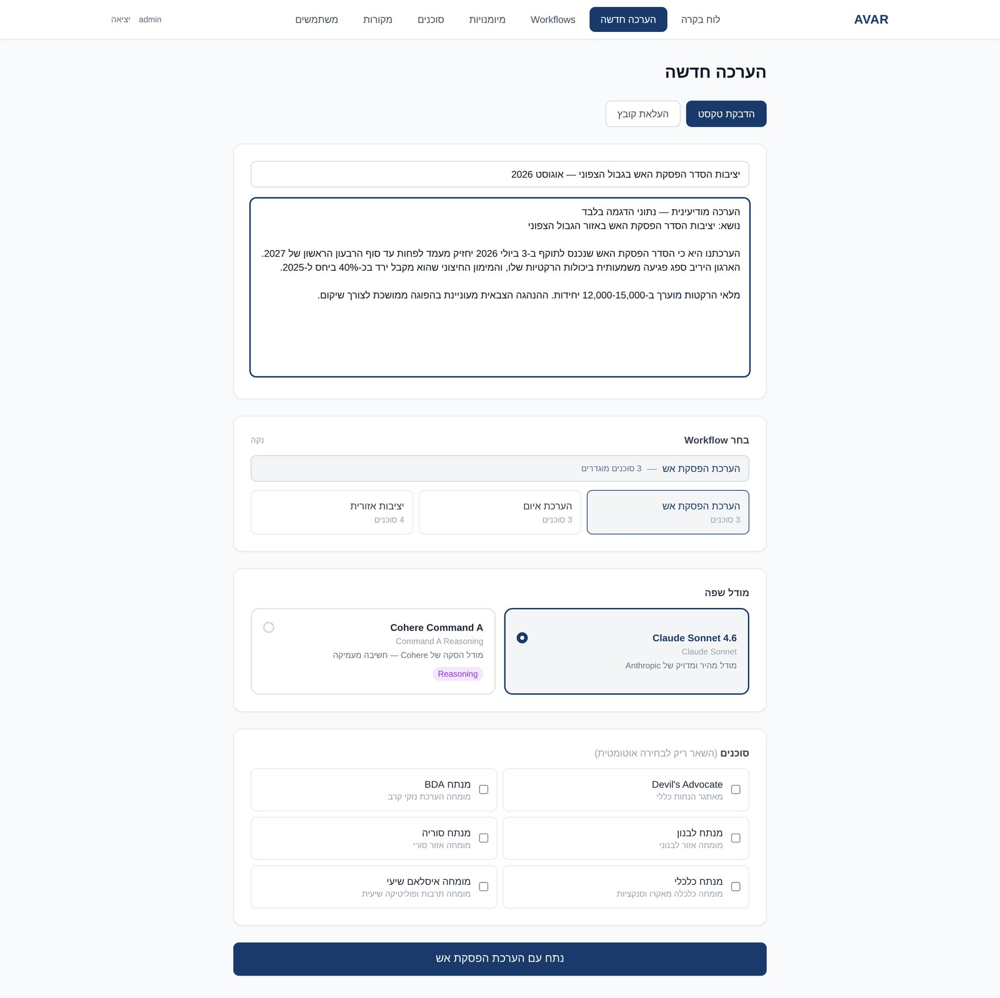 AVAR
לוח בקרה
הערכה חדשה
Workflows
מיומנויות
סוכנים
מקורות
משתמשים
admin
יציאה
הערכה חדשה
הדבקת טקסט
העלאת קובץ
יציבות הסדר הפסקת האש בגבול הצפוני — אוגוסט 2026
הערכה מודיעינית — נתוני הדגמה בלבד
נושא: יציבות הסדר הפסקת האש באזור הגבול הצפוני
הערכתנו היא כי הסדר הפסקת האש שנכנס לתוקף ב-3 ביולי 2026 יחזיק מעמד לפחות עד סוף הרבעון הראשון של 2027.
הארגון היריב ספג פגיעה משמעותית ביכולות הרקטיות שלו, והמימון החיצוני שהוא מקבל ירד בכ-40% ביחס ל-2025.
מלאי הרקטות מוערך ב-12,000-15,000 יחידות. ההנהגה הצבאית מעוניינת בהפוגה ממושכת לצורך שיקום.
בחר Workflow
נקה
הערכת הפסקת אש — 3 סוכנים מוגדרים
הערכת הפסקת אש
3 סוכנים
הערכת איום
3 סוכנים
יציבות אזורית
4 סוכנים
מודל שפה
Claude Sonnet 4.6
Claude Sonnet
מודל מהיר ומדויק של Anthropic
Cohere Command A
Command A Reasoning
מודל הסקה של Cohere — חשיבה מעמיקה
Reasoning
סוכנים (השאר ריק לבחירה אוטומטית)
Devil's Advocate
מאתגר הנחות כללי
מנתח BDA
מומחה הערכת נזקי קרב
מנתח לבנון
מומחה אזור לבנוני
מנתח סוריה
מומחה אזור סורי
מנתח כלכלי
מומחה כלכלה מאקרו וסנקציות
מומחה איסלאם שיעי
מומחה תרבות ופוליטיקה שיעית
נתח עם הערכת הפסקת אש